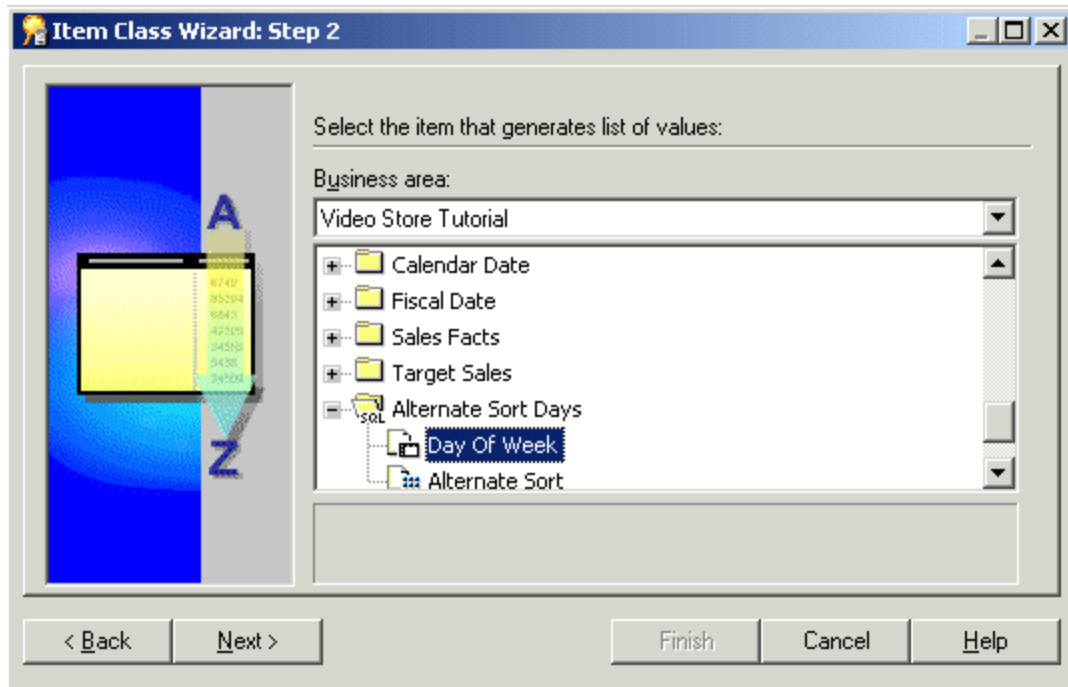 Item Class Wizard: Step 2
Select the item that generates list of values:
Business area:
Video Store Tutorial
Calendar Date
Fiscal Date
Sales Facts
Target Sales
SQL Alternate Sort Days
Day Of Week
Alternate Sort
A
Z
< Back
Next >
Finish
Cancel
Help